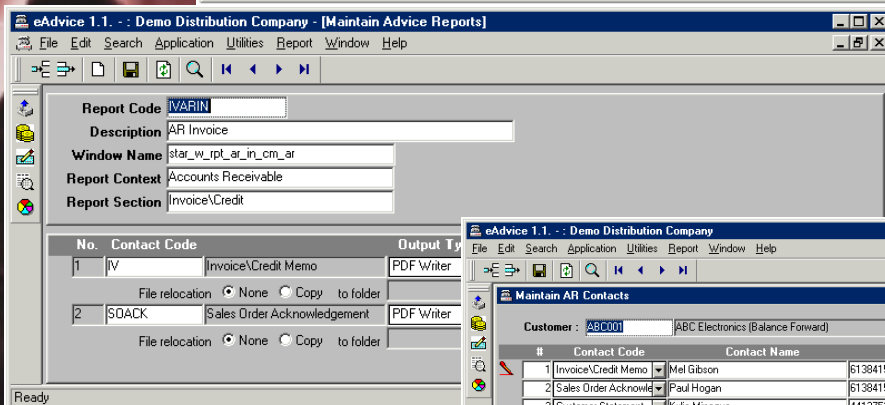 eAdvice 1.1. - : Demo Distribution Company - [Maintain Advice Reports]
File Edit Search Application Utilities Report Window Help
Report Code IVARIN
Description AR Invoice
Window Name star_w_rpt_ar_in_cm_ar
Report Context Accounts Receivable
Report Section Invoice\Credit
No. Contact Code Output Ty
1 IV Invoice\Credit Memo PDF Writer
File relocation None Copy to folder
2 SOACK Sales Order Acknowledgement PDF Writer
File relocation None Copy to folder
Ready
eAdvice 1.1. - : Demo Distribution Company
File Edit Search Application Utilities Report Window Help
Maintain AR Contacts
Customer : ABC001 ABC Electronics (Balance Forward)
# Contact Code Contact Name
1 Invoice\Credit Memo Mel Gibson 6138415
2 Sales Order Acknowle Paul Hogan 6138415